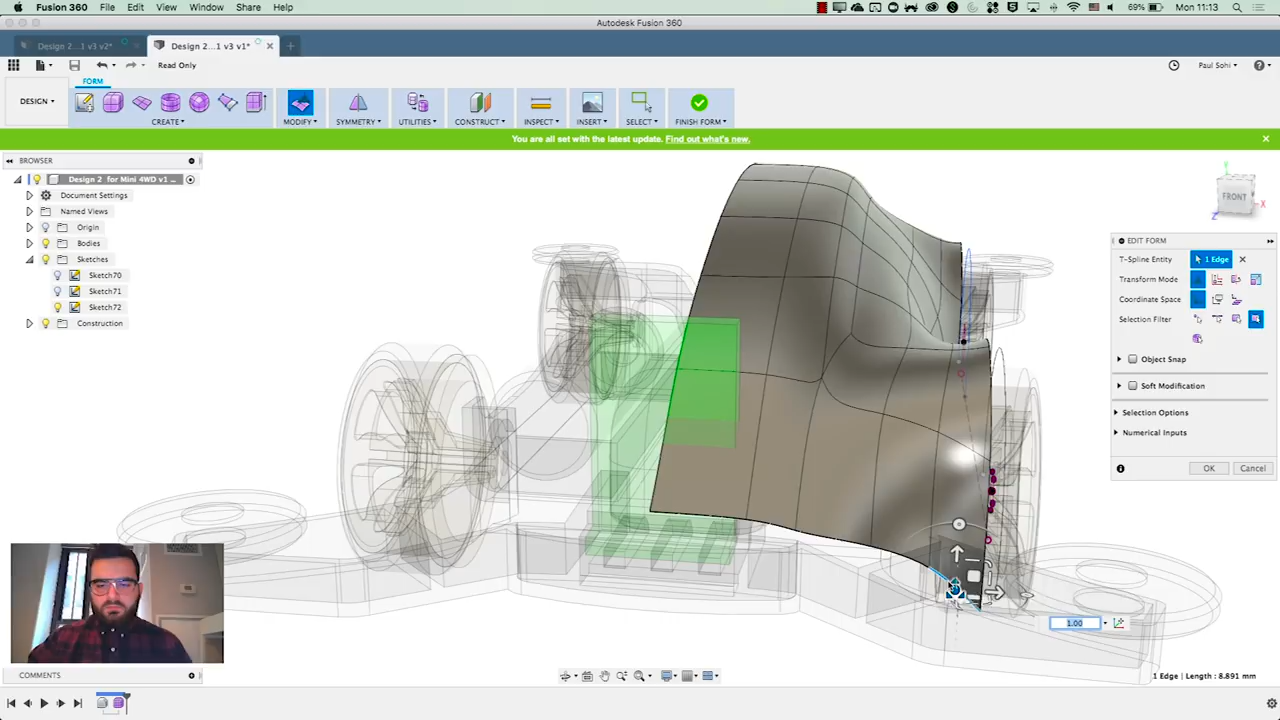 Fusion 360 File Edit View Window Share Help
69% Mon 11:13
Autodesk Fusion 360
Design 2...1 v3 v2*
Design 2...1 v3 v1*
Read Only
Paul Sohi
FORM
DESIGN
CREATE
MODIFY
SYMMETRY
UTILITIES
CONSTRUCT
INSPECT
INSERT
SELECT
FINISH FORM
You are all set with the latest update. Find out what's new.
BROWSER
Design 2 for Mini 4WD v1 ...
Document Settings
Named Views
Origin
Bodies
Sketches
Sketch70
Sketch71
Sketch72
Construction
Y
FRONT
X
Z
EDIT FORM
T-Spline Entity
1 Edge
Transform Mode
Coordinate Space
Selection Filter
Object Snap
Soft Modification
Selection Options
Numerical Inputs
OK
Cancel
1.00
COMMENTS
1 Edge | Length : 8.891 mm